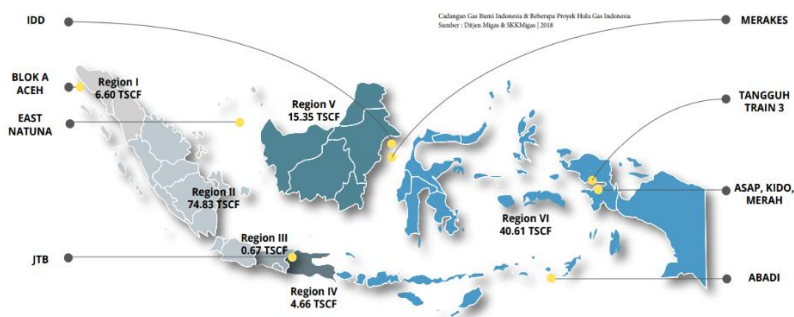 IDD
Cadangan Gas Bumi Indonesia & Beberapa Proyek Hulu Gas Indonesia
Sumber : Ditjen Migas & SKKMigas | 2018
MERAKES
BLOK A
ACEH
Region I
6.60 TSCF
Region V
15.35 TSCF
TANGGUH
TRAIN 3
EAST
NATUNA
Region II
74.83 TSCF
ASAP, KIDO,
MERAH
Region VI
40.61 TSCF
Region III
0.67 TSCF
JTB
Region IV
4.66 TSCF
ABADI